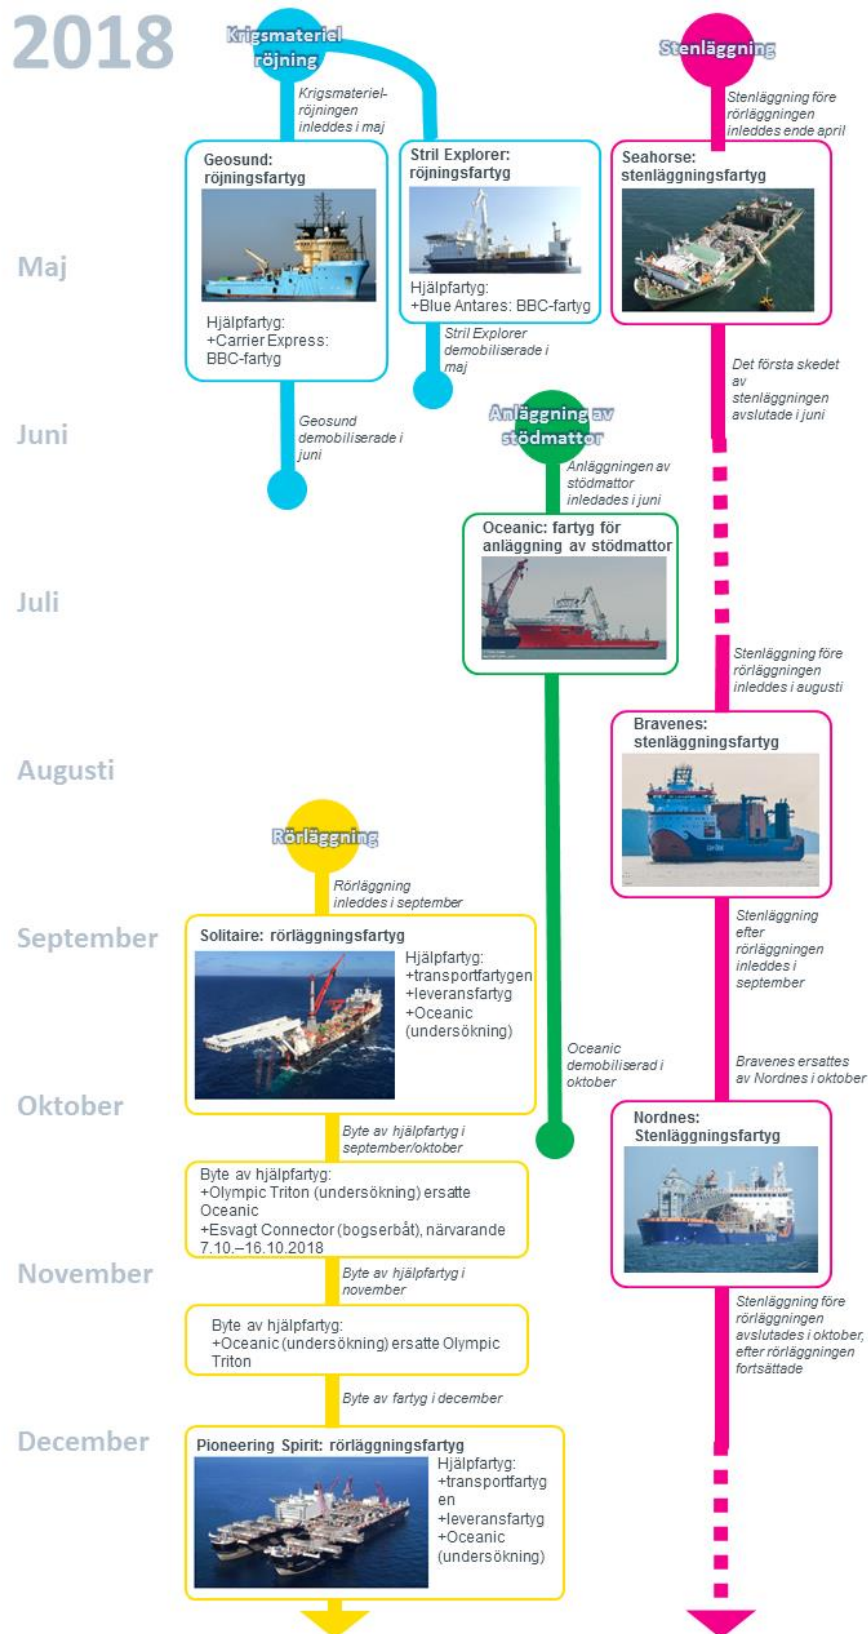 2018
Krigsmateriel
röjning
Krigsmateriel-
röjningen
inleddes i maj
Geosund:
röjningsfartyg
Hjälpfartyg:
+Carrier Express:
BBC-fartyg
Geosund
demobiliserade i
juni
Stril Explorer:
röjningsfartyg
Hjälpfartyg:
+Blue Antares: BBC-fartyg
Stril Explorer
demobiliserade i
maj
Stenläggning
Stenläggning före
rörläggningen
inleddes ende april
Seahorse:
stenläggningsfartyg
Det första skedet
av
stenläggningen
avslutade i juni
Maj
Juni
Juli
Augusti
September
Oktober
November
December
Anläggning av
stödmattor
Anläggningen av
stödmattor
inledades i juni
Oceanic: fartyg för
anläggning av stödmattor
Oceanic
demobiliserad i
oktober
Stenläggning före
rörläggningen
inleddes i augusti
Bravenes:
stenläggningsfartyg
Stenläggning
efter
rörläggningen
inleddes i
september
Bravenes ersattes
av Nordnes i oktober
Nordnes:
Stenläggningsfartyg
Stenläggning före
rörläggningen
avslutades i oktober,
efter rörläggningen
fortsättade
Rörläggning
Rörläggning
inleddes i september
Solitaire: rörläggningsfartyg
Hjälpfartyg:
+transportfartygen
+leveransfartyg
+Oceanic
(undersökning)
Byte av hjälpfartyg i
september/oktober
Byte av hjälpfartyg:
+Olympic Triton (undersökning) ersatte
Oceanic
+Esvagt Connector (bogserbåt), närvarande
7.10.–16.10.2018
Byte av hjälpfartyg i
november
Byte av hjälpfartyg:
+Oceanic (undersökning) ersatte Olympic
Triton
Byte av fartyg i december
Pioneering Spirit: rörläggningsfartyg
Hjälpfartyg:
+transportfartyg
en
+leveransfartyg
+Oceanic
(undersökning)